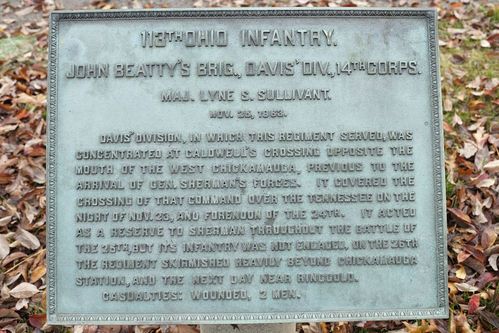 113TH OHIO INFANTRY.
JOHN BEATTY'S BRIG., DAVIS' DIV., 14TH CORPS.
MAJ. LYNE S. SULLIVANT.
NOV. 25, 1863.
DAVIS' DIVISION, IN WHICH THIS REGIMENT SERVED, WAS
CONCENTRATED AT CALDWELL'S CROSSING OPPOSITE THE
MOUTH OF THE WEST CHICKAMAUGA, PREVIOUS TO THE
ARRIVAL OF GEN. SHERMAN'S FORCES. IT COVERED THE
CROSSING OF THAT COMMAND OVER THE TENNESSEE ON THE
NIGHT OF NOV. 23, AND FORENOON OF THE 24TH. IT ACTED
AS A RESERVE TO SHERMAN THROUGHOUT THE BATTLE OF
THE 25TH, BUT ITS INFANTRY WAS NOT ENGAGED, ON THE 26TH
THE REGIMENT SKIRMISHED HEAVILY BEYOND CHICKAMAUGA
STATION, AND THE NEXT DAY NEAR RINGGOLD.
CASUALTIES: WOUNDED, 2 MEN.